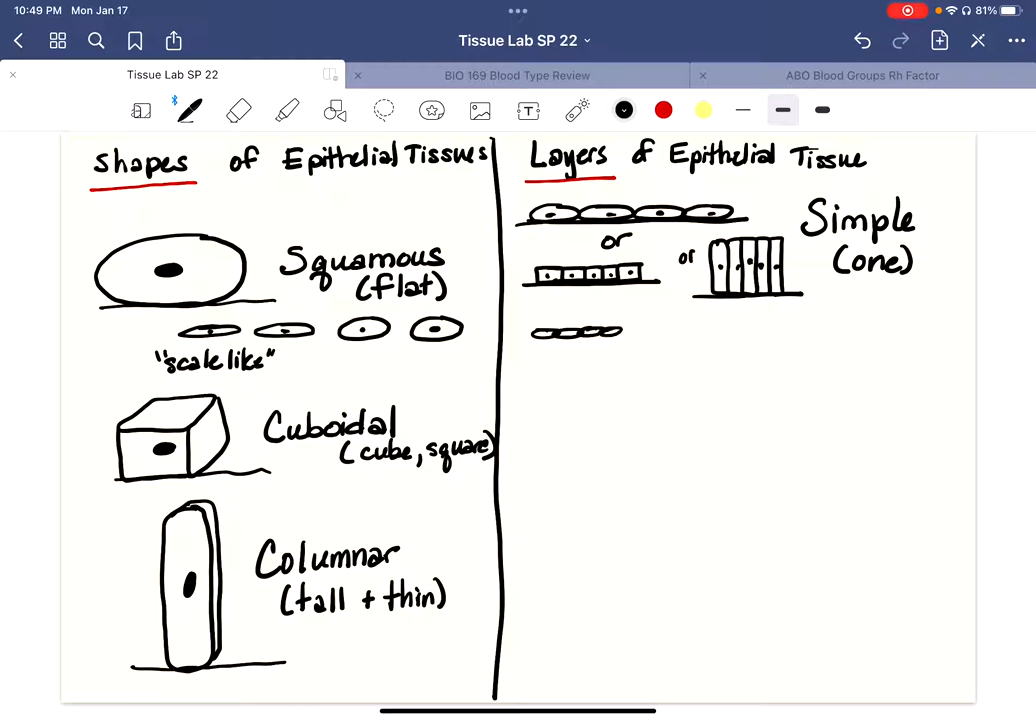 10:49 PM Mon Jan 17
81%
Tissue Lab SP 22
Tissue Lab SP 22
BIO 169 Blood Type Review
ABO Blood Groups Rh Factor
T
Shapes of Epithelial Tissues
Squamous
(flat)
"scale like"
Cuboidal
(cube, square)
Columnar
(tall + thin)
Layers of Epithelial Tissue
or
or
Simple
(one)